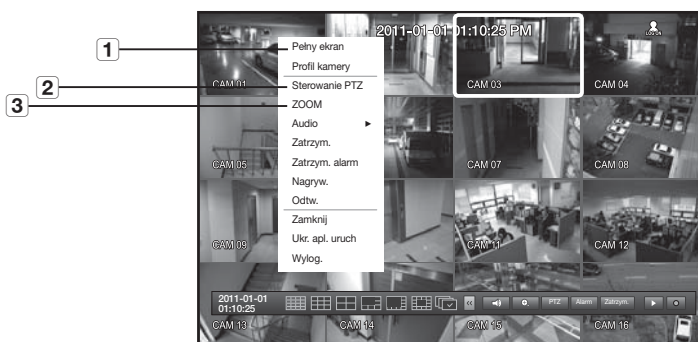 2011-01-01 01:10:25 PM
LOG ON
1
Pełny ekran
Profil kamery
2
Sterowanie PTZ
3
ZOOM
Audio
Zatrzym.
Zatrzym. alarm
Nagryw.
Odtw.
Zamknij
Ukr. apl. uruch
Wylog.
CAM 01
CAM 03
CAM 04
CAM 05
CAM 07
CAM 08
CAM 09
CAM 11
CAM 12
2011-01-01
01:10:25
PTZ
Alarm
Zatrzym.
CAM 13
CAM 14
CAM 15
CAM 16